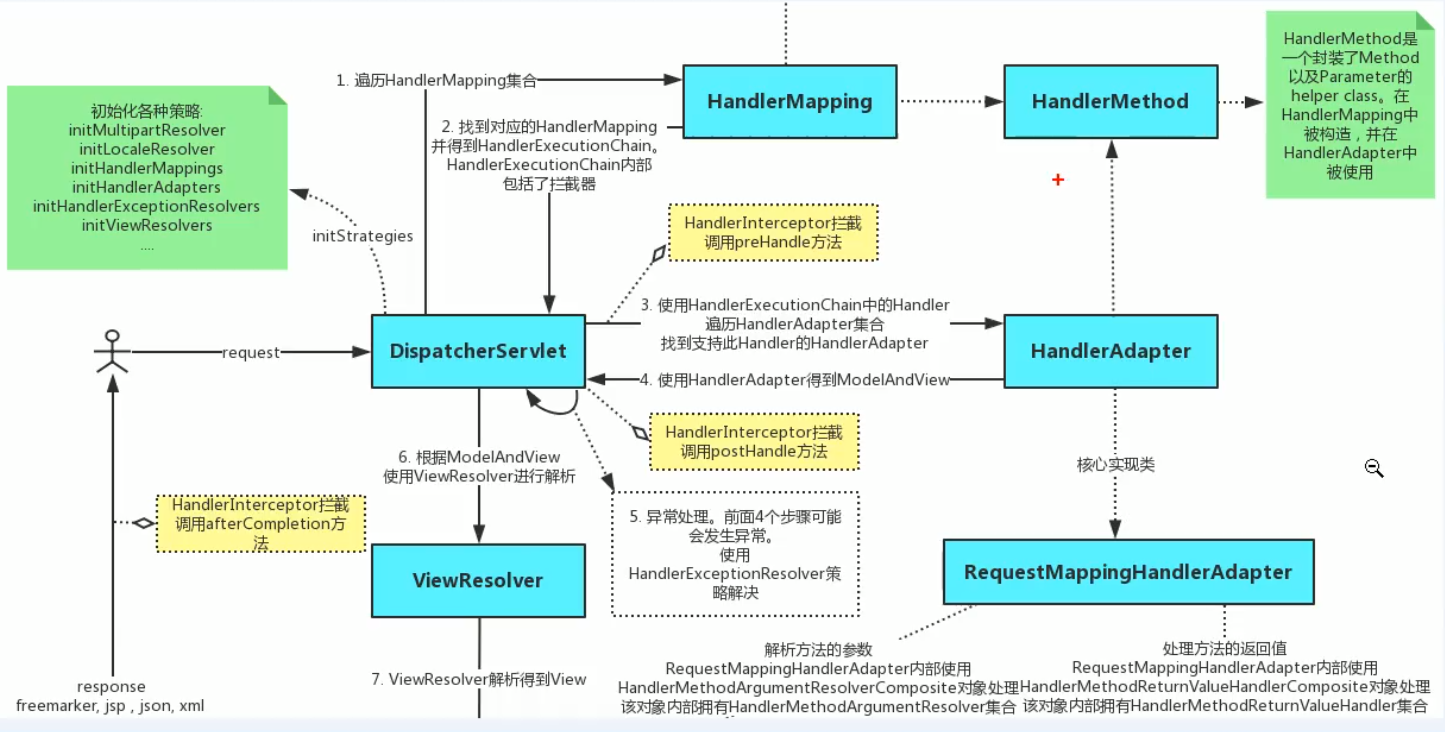 HandlerMethod是
一个封装了Method
以及Parameter的
helper class。在
HandlerMapping中
被构造，并在
HandlerAdapter中
被使用
1. 遍历HandlerMapping集合
HandlerMapping
HandlerMethod
初始化各种策略:
initMultipartResolver
initLocaleResolver
initHandlerMappings
initHandlerAdapters
initHandlerExceptionResolvers
initViewResolvers
....
2. 找到对应的HandlerMapping
并得到HandlerExecutionChain。
HandlerExecutionChain内部
包括了拦截器
initStrategies
HandlerInterceptor拦截
调用preHandle方法
3. 使用HandlerExecutionChain中的Handler
遍历HandlerAdapter集合
找到支持此Handler的HandlerAdapter
request
DispatcherServlet
HandlerAdapter
4. 使用HandlerAdapter得到ModelAndView
HandlerInterceptor拦截
调用postHandle方法
6. 根据ModelAndView
使用ViewResolver进行解析
核心实现类
HandlerInterceptor拦截
调用afterCompletion方
法
5. 异常处理。前面4个步骤可能
会发生异常。
使用
HandlerExceptionResolver策
略解决
ViewResolver
RequestMappingHandlerAdapter
7. ViewResolver解析得到View
response
freemarker, jsp , json, xml
解析方法的参数
RequestMappingHandlerAdapter内部使用
HandlerMethodArgumentResolverComposite对象处理
该对象内部拥有HandlerMethodArgumentResolver集合
处理方法的返回值
RequestMappingHandlerAdapter内部使用
HandlerMethodReturnValueHandlerComposite对象处理
该对象内部拥有HandlerMethodReturnValueHandler集合